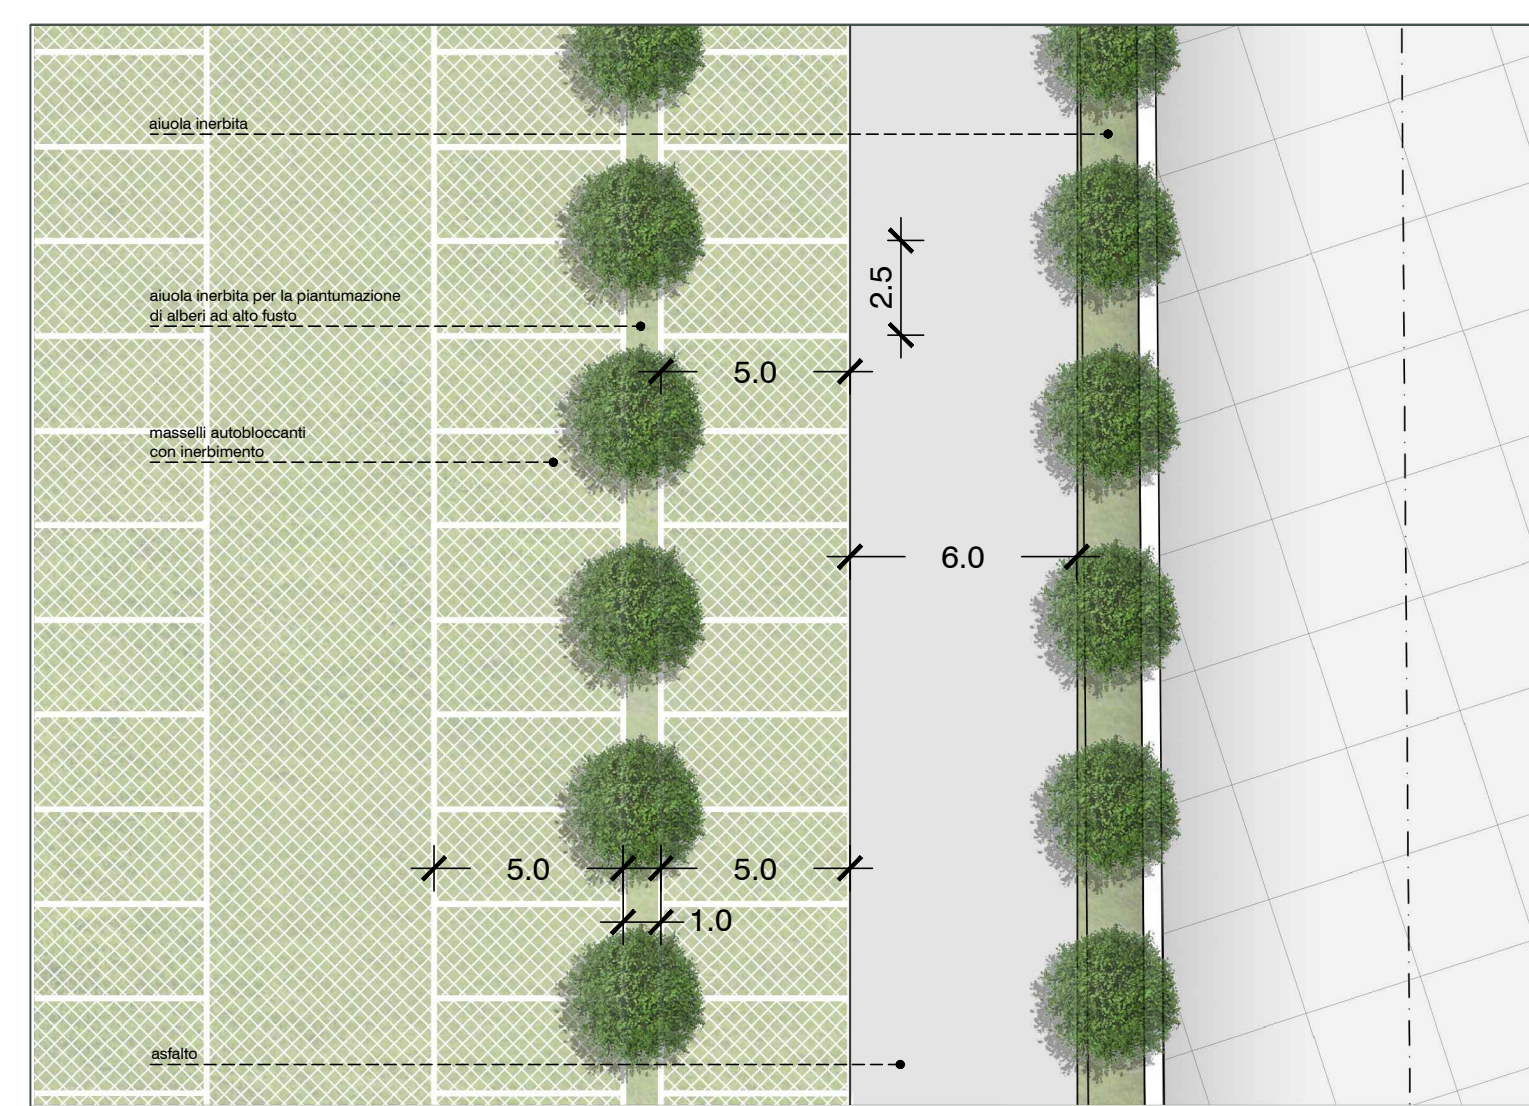 aiuola inerbita
2.5
aiuola inerbita per la piantumazione
di alberi ad alto fusto
5.0
masselli autobloccanti
con inerbimento
6.0
5.0
5.0
1.0
asfalto